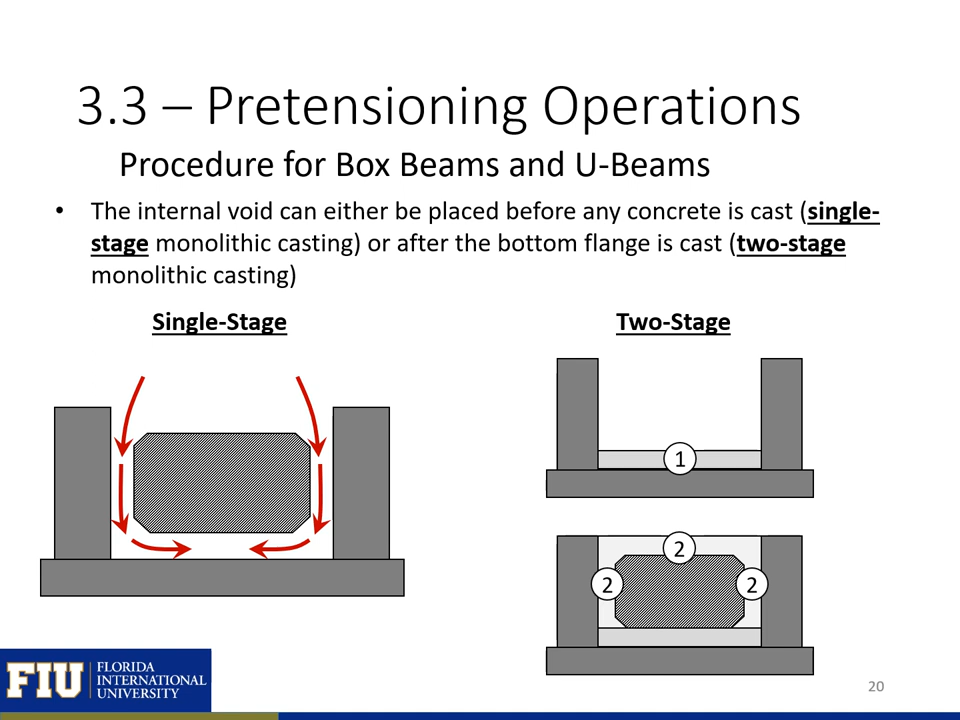 3.3 – Pretensioning Operations
Procedure for Box Beams and U-Beams
• The internal void can either be placed before any concrete is cast (single-
stage monolithic casting) or after the bottom flange is cast (two-stage
monolithic casting)
Single-Stage
Two-Stage
1
2
2
2
FIU
FLORIDA
INTERNATIONAL
UNIVERSITY
20